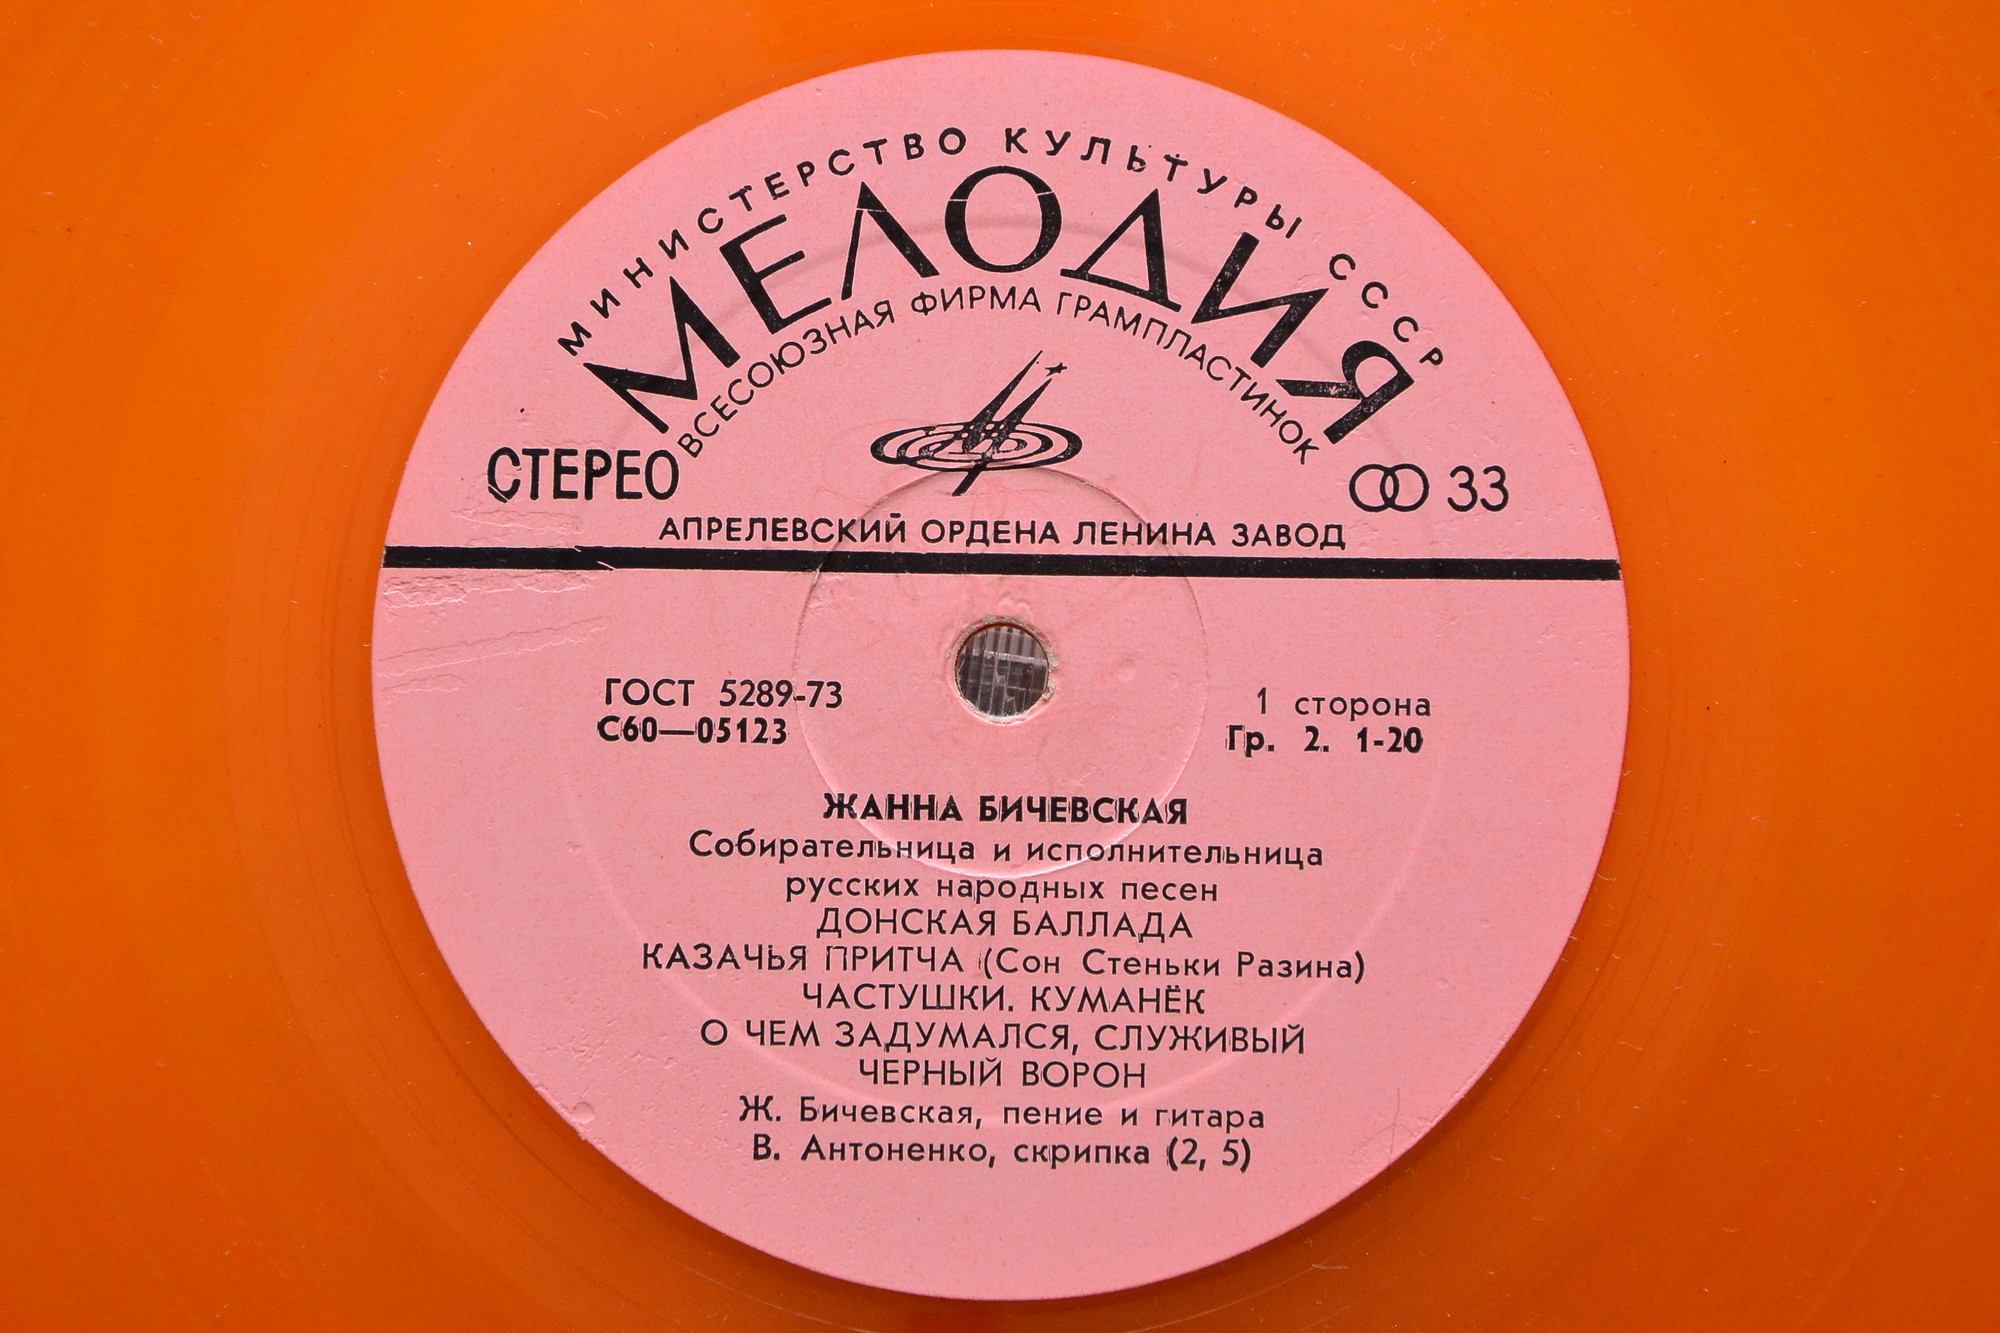 МИНИСТЕРСТВО КУЛЬТУРЫ СССР
МЕЛОДИЯ
ВСЕСОЮЗНАЯ ФИРМА ГРАМПЛАСТИНОК
СТЕРЕО
33
АПРЕЛЕВСКИЙ ОРДЕНА ЛЕНИНА ЗАВОД
ГОСТ 5289-73
С60—05123
1 сторона
Гр. 2. 1-20
ЖАННА БИЧЕВСКАЯ
Собирательница и исполнительница
русских народных песен
ДОНСКАЯ БАЛЛАДА
КАЗАЧЬЯ ПРИТЧА (Сон Стеньки Разина)
ЧАСТУШКИ. КУМАНЁК
О ЧЕМ ЗАДУМАЛСЯ, СЛУЖИВЫЙ
ЧЕРНЫЙ ВОРОН
Ж. Бичевская, пение и гитара
В. Антоненко, скрипка (2, 5)